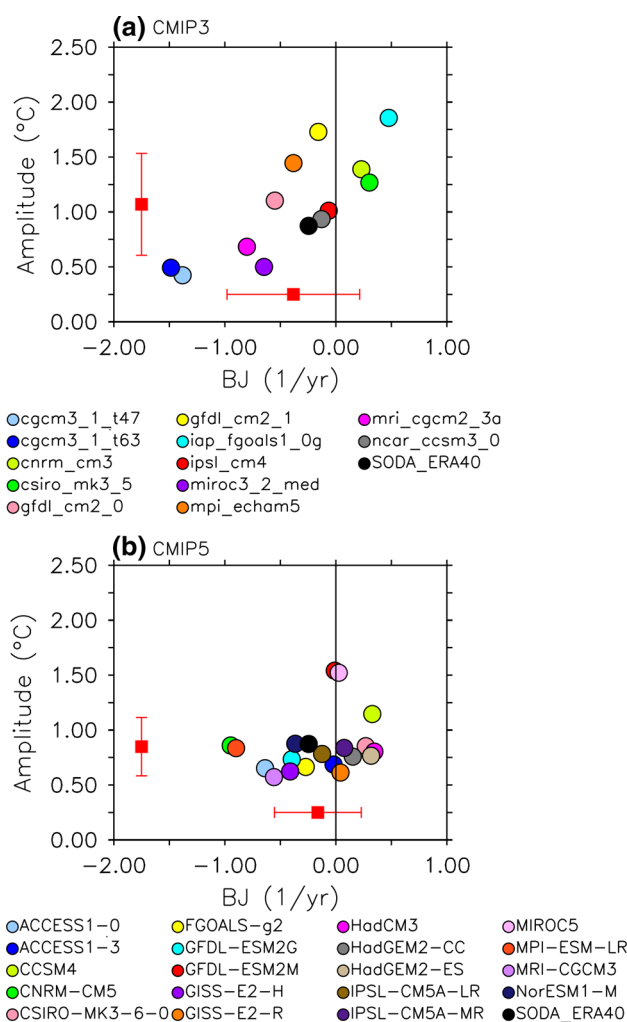 (a) CMIP3
2.50
2.00
1.50
1.00
0.50
0.00
Amplitude (°C)
−2.00 −1.00 0.00 1.00
BJ (1/yr)
cgcm3_1_t47 gfdl_cm2_1 mri_cgcm2_3a
cgcm3_1_t63 iap_fgoals1_0g ncar_ccsm3_0
cnrm_cm3 ipsl_cm4 SODA_ERA40
csiro_mk3_5 miroc3_2_med
gfdl_cm2_0 mpi_echam5
(b) CMIP5
2.50
2.00
1.50
1.00
0.50
0.00
Amplitude (°C)
−2.00 −1.00 0.00 1.00
BJ (1/yr)
ACCESS1−0 FGOALS−g2 HadCM3 MIROC5
ACCESS1−3 GFDL−ESM2G HadGEM2−CC MPI−ESM−LR
CCSM4 GFDL−ESM2M HadGEM2−ES MRI−CGCM3
CNRM−CM5 GISS−E2−H IPSL−CM5A−LR NorESM1−M
CSIRO−MK3−6−0 GISS−E2−R IPSL−CM5A−MR SODA_ERA40